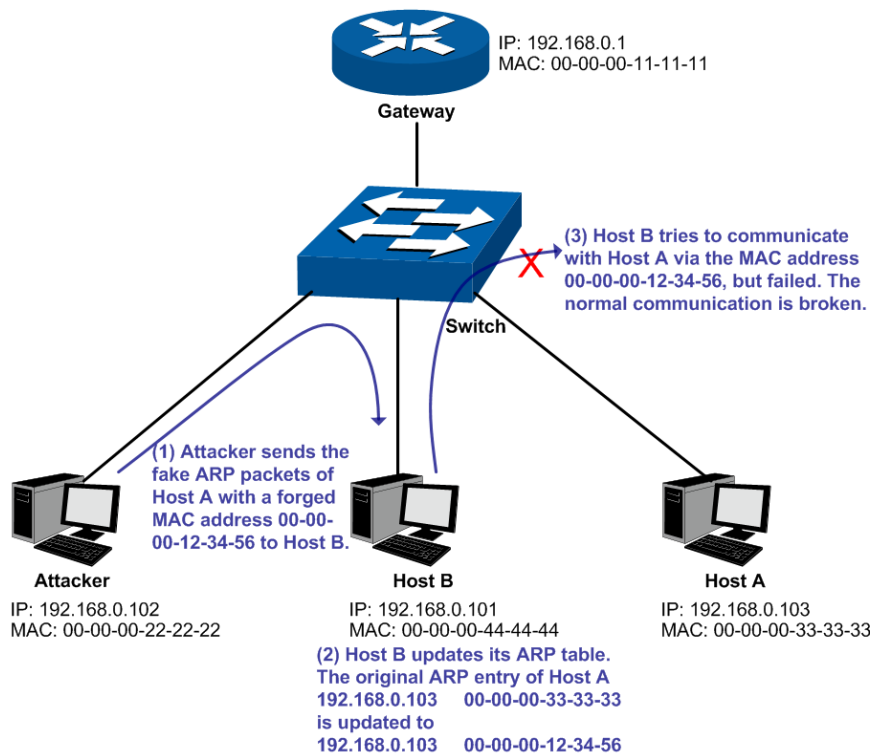 IP: 192.168.0.1
MAC: 00-00-00-11-11-11
Gateway
(3) Host B tries to communicate
with Host A via the MAC address
00-00-00-12-34-56, but failed. The
normal communication is broken.
X
Switch
(1) Attacker sends the
fake ARP packets of
Host A with a forged
MAC address 00-00-
00-12-34-56 to Host B.
Attacker
IP: 192.168.0.102
MAC: 00-00-00-22-22-22
Host B
IP: 192.168.0.101
MAC: 00-00-00-44-44-44
Host A
IP: 192.168.0.103
MAC: 00-00-00-33-33-33
(2) Host B updates its ARP table.
The original ARP entry of Host A
192.168.0.103 00-00-00-33-33-33
is updated to
192.168.0.103 00-00-00-12-34-56